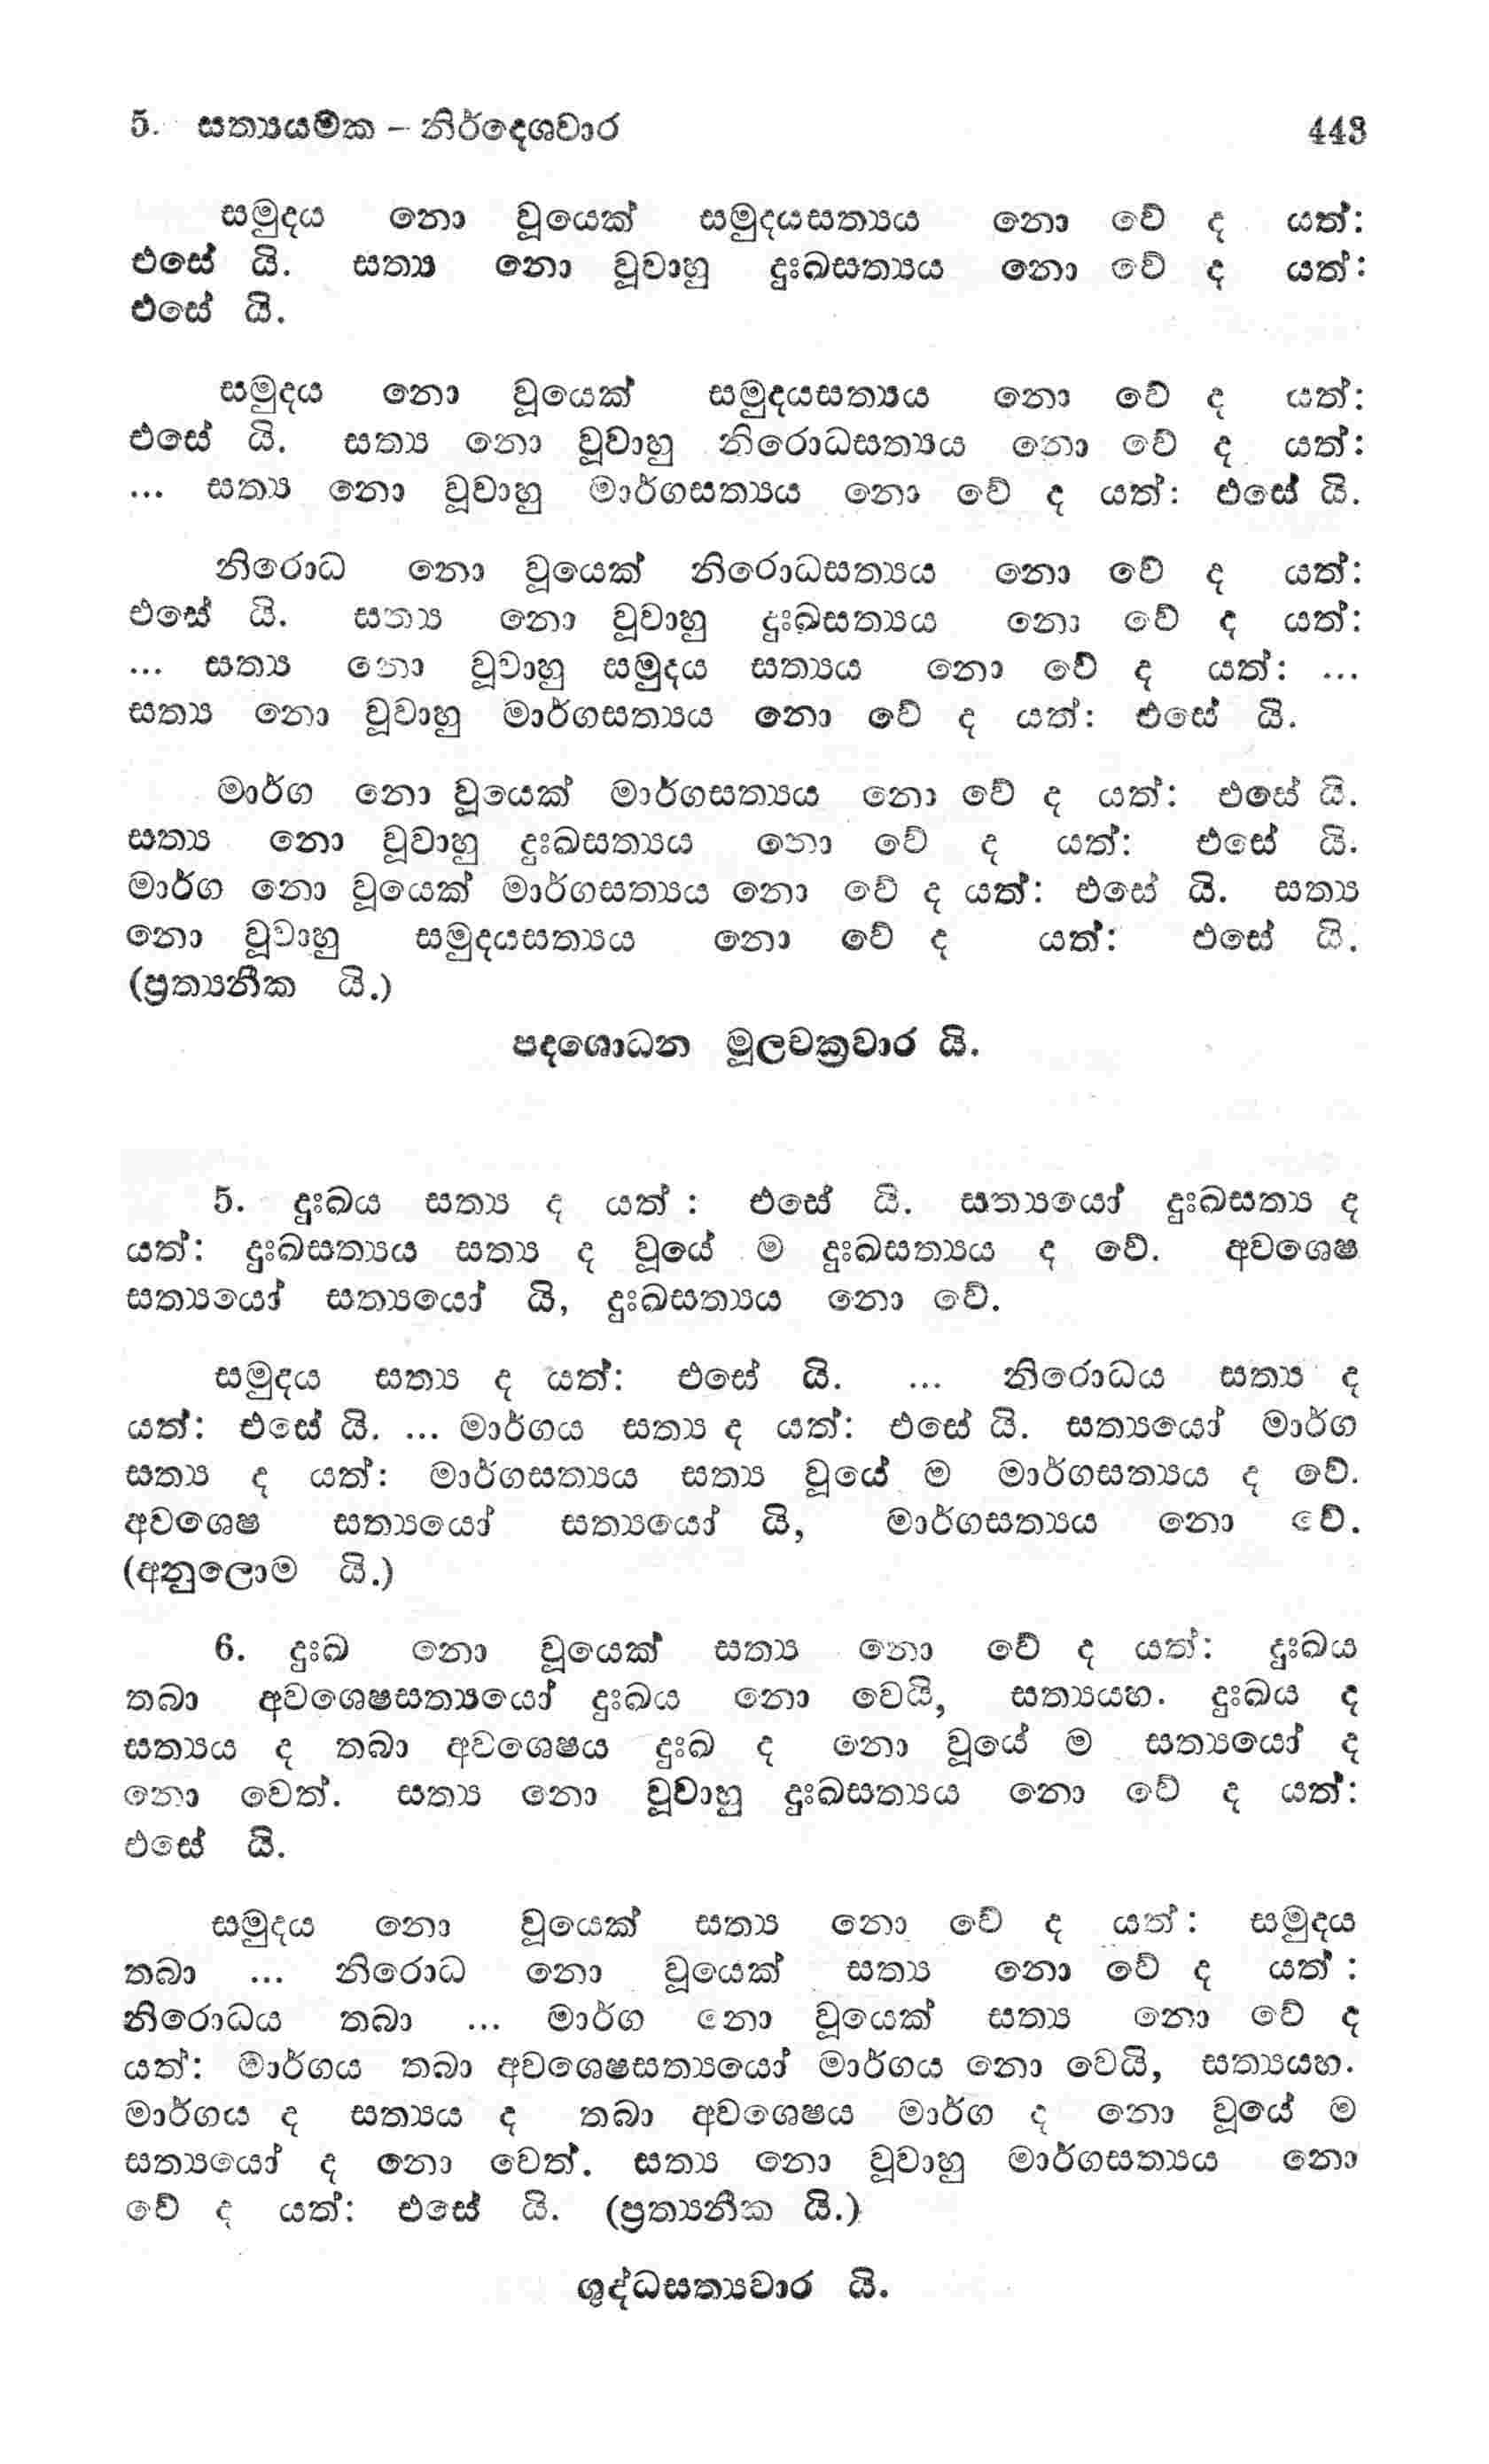 5. සත්‍යයමක – නිර්දෙශවාර 443
සමුදය නො වූයෙක් සමුදයසත්‍යය නො වේ ද යත්:
එසේ යි. සත්‍ය නො වූවාහු දුඃඛසත්‍යය නො වේ ද යත්:
එසේ යි.
සමුදය නො වූයෙක් සමුදයසත්‍යය නො වේ ද යත්:
එසේ යි. සත්‍ය නො වූවාහු නිරොධසත්‍යය නො වේ ද යත්:
... සත්‍ය නො වූවාහු මාර්ගසත්‍යය නො වේ ද යත්: එසේ යි.
නිරොධ නො වූයෙක් නිරොධසත්‍යය නො වේ ද යත්:
එසේ යි. සත්‍ය නො වූවාහු දුඃඛසත්‍යය නො වේ ද යත්:
... සත්‍ය නො වූවාහු සමුදය සත්‍යය නො වේ ද යත්: ...
සත්‍ය නො වූවාහු මාර්ගසත්‍යය නො වේ ද යත්: එසේ යි.
මාර්ග නො වූයෙක් මාර්ගසත්‍යය නො වේ ද යත්: එසේ යි.
සත්‍ය නො වූවාහු දුඃඛසත්‍යය නො වේ ද යත්: එසේ යි.
මාර්ග නො වූයෙක් මාර්ගසත්‍යය නො වේ ද යත්: එසේ යි. සත්‍ය
නො වූවාහු සමුදයසත්‍යය නො වේ ද යත්: එසේ යි.
(ප්‍රත්‍යනීක යි.)
පදශොධන මූලචක්‍රවාර යි.
5. දුඃඛය සත්‍ය ද යත් : එසේ යි. සත්‍යයෝ දුඃඛසත්‍ය ද
යත්: දුඃඛසත්‍යය සත්‍ය ද වූයේ ම දුඃඛසත්‍යය ද වේ. අවශෙෂ
සත්‍යයෝ සත්‍යයෝ යි, දුඃඛසත්‍යය නො වේ.
සමුදය සත්‍ය ද යත්: එසේ යි. ... නිරොධය සත්‍ය ද
යත්: එසේ යි. ... මාර්ගය සත්‍ය ද යත්: එසේ යි. සත්‍යයෝ මාර්ග
සත්‍ය ද යත්: මාර්ගසත්‍යය සත්‍ය වූයේ ම මාර්ගසත්‍යය ද වේ.
අවශෙෂ සත්‍යයෝ සත්‍යයෝ යි, මාර්ගසත්‍යය නො වේ.
(අනුලොම යි.)
6. දුඃඛ නො වූයෙක් සත්‍ය නො වේ ද යත්: දුඃඛය
තබා අවශෙෂසත්‍යයෝ දුඃඛය නො වෙයි, සත්‍යයහ. දුඃඛය ද
සත්‍යය ද තබා අවශෙෂය දුඃඛ ද නො වූයේ ම සත්‍යයෝ ද
නො වෙත්. සත්‍ය නො වූවාහු දුඃඛසත්‍යය නො වේ ද යත්:
එසේ යි.
සමුදය නො වූයෙක් සත්‍ය නො වේ ද යත්: සමුදය
තබා ... නිරොධ නො වූයෙක් සත්‍ය නො වේ ද යත් :
නිරොධය තබා ... මාර්ග නො වූයෙක් සත්‍ය නො වේ ද
යත්: මාර්ගය තබා අවශෙෂසත්‍යයෝ මාර්ගය නො වෙයි, සත්‍යයහ.
මාර්ගය ද සත්‍යය ද තබා අවශෙෂය මාර්ග ද නො වූයේ ම
සත්‍යයෝ ද නො වෙත්. සත්‍ය නො වූවාහු මාර්ගසත්‍යය නො
වේ ද යත්: එසේ යි. (ප්‍රත්‍යනීක යි.)
ශුද්ධසත්‍යවාර යි.